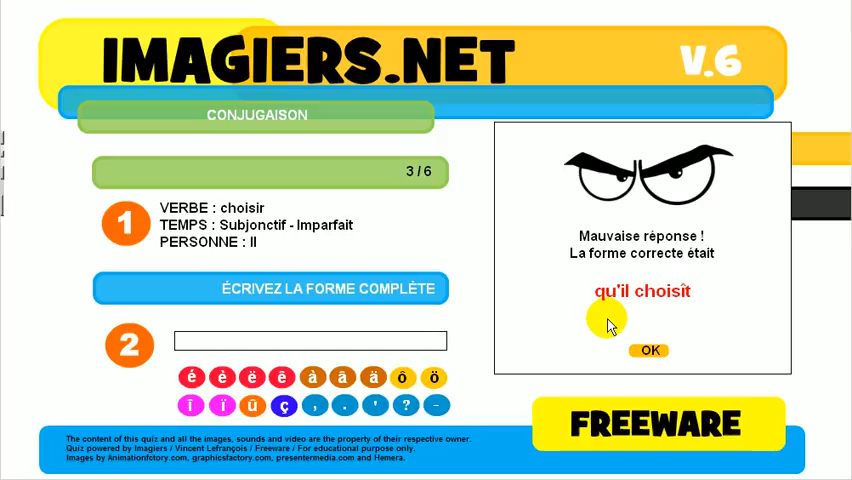 IMAGIERS.NET
V.6
CONJUGAISON
3 / 6
1
VERBE : choisir
TEMPS : Subjonctif - Imparfait
PERSONNE : Il
ÉCRIVEZ LA FORME COMPLÈTE
2
é è ë ê à â ä ô ö
î ï û ç , . ' ? -
Mauvaise réponse !
La forme correcte était
qu'il choisît
OK
FREEWARE
The content of this quiz and all the images, sounds and video are the property of their respective owner.
Quiz powered by Imagiers / Vincent Lefrançois / Freeware / For educational purpose only.
Images by Animationfctory.com, graphicsfactory.com, presentermedia.com and Hemera.